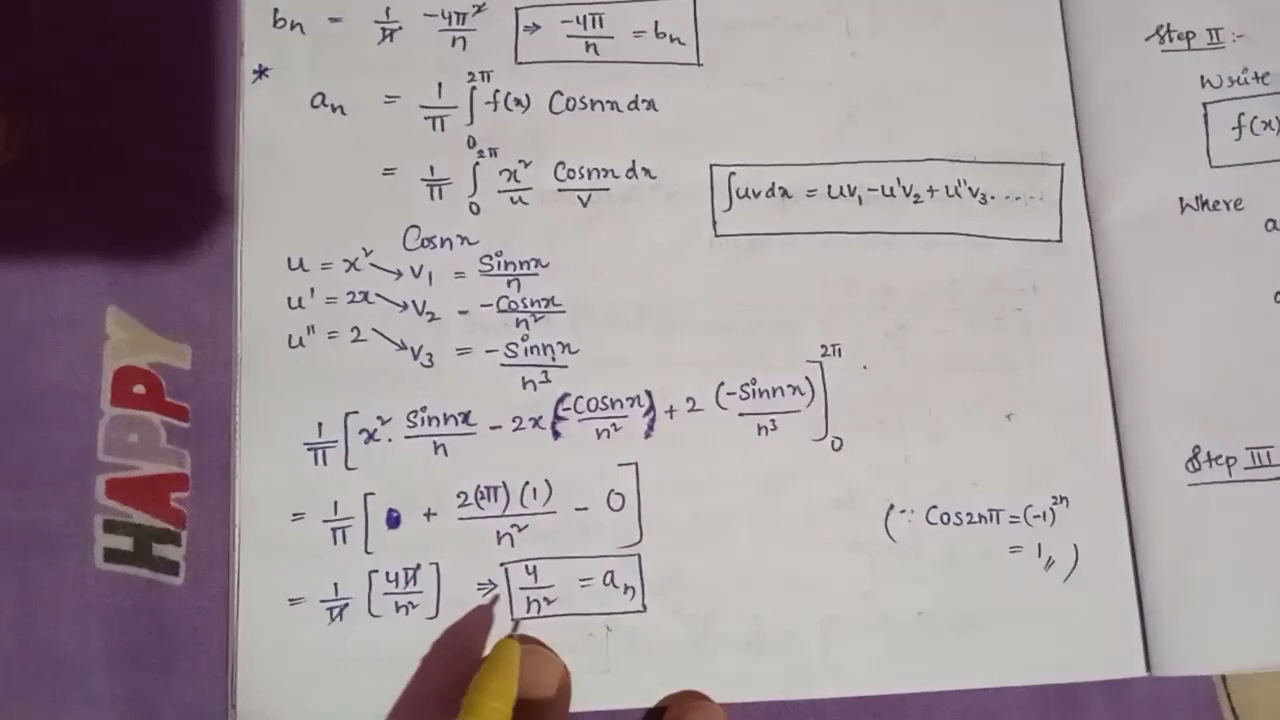 bn = 1/π -4π²/n ⇒ -4π/n = bn
*
an = 1/π ∫₀^2π f(x) Cosnx dx
= 1/π ∫₀^2π x²/u Cosnx dx/v
∫uvdx = uv₁ - u'v₂ + u''v₃.....
Cosnx
u = x² → v₁ = Sinnx/n
u' = 2x → v₂ - -Cosnx/n²
u'' = 2 → v₃ = -Sinnx/n³
1/π [x². Sinnx/n - 2x(-Cosnx/n²) + 2 (-Sinnx)/n³]₀^2π
= 1/π [0 + 2(2π)(1)/n² - 0]
(∵ Cos2nπ = (-1)^2n
= 1,,)
= 1/π [4π/n²] ⇒ 4/n² = an
HAPPY
Step II :-
Write
f(x)
Where
a
Step III